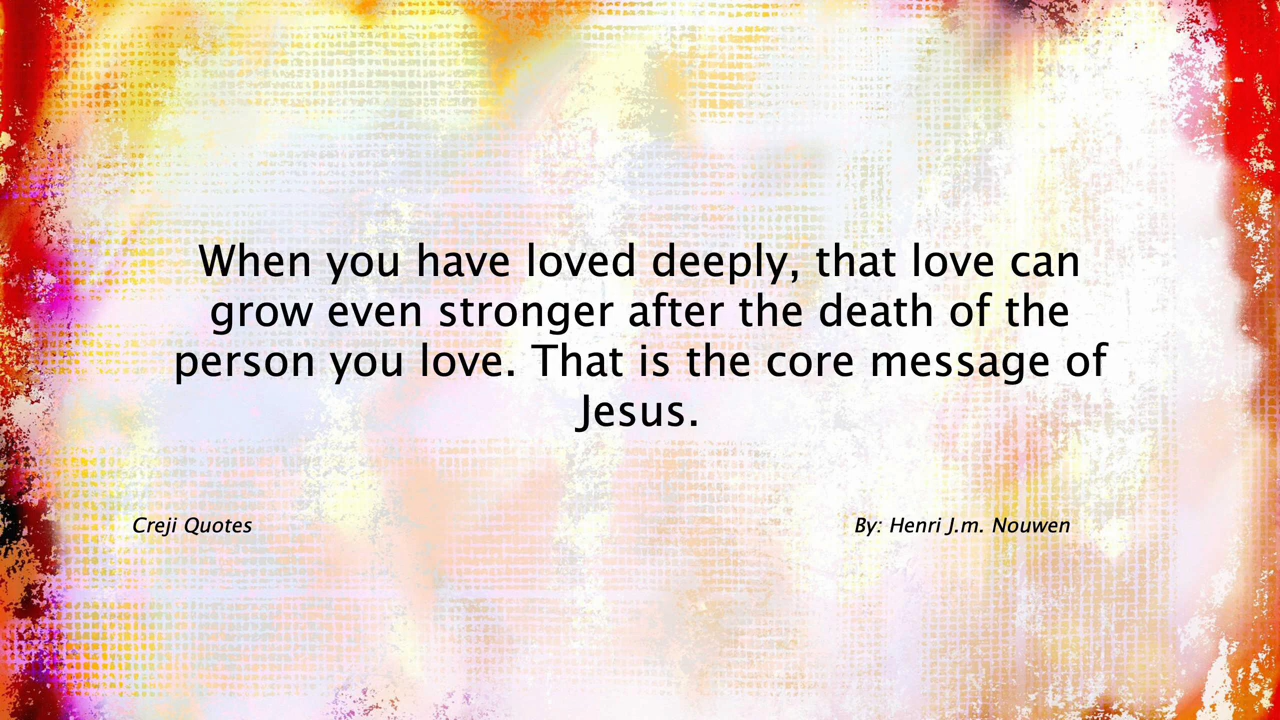 When you have loved deeply, that love can
grow even stronger after the death of the
person you love. That is the core message of
Jesus.
Creji Quotes
By: Henri J.m. Nouwen